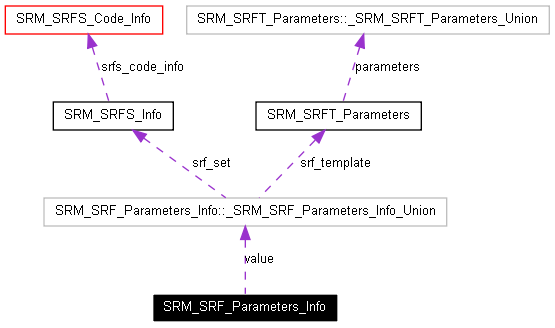 SRM_SRFS_Code_Info
SRM_SRFT_Parameters::_SRM_SRFT_Parameters_Union
srfs_code_info
parameters
SRM_SRFS_Info
SRM_SRFT_Parameters
srf_set
srf_template
SRM_SRF_Parameters_Info::_SRM_SRF_Parameters_Info_Union
value
SRM_SRF_Parameters_Info